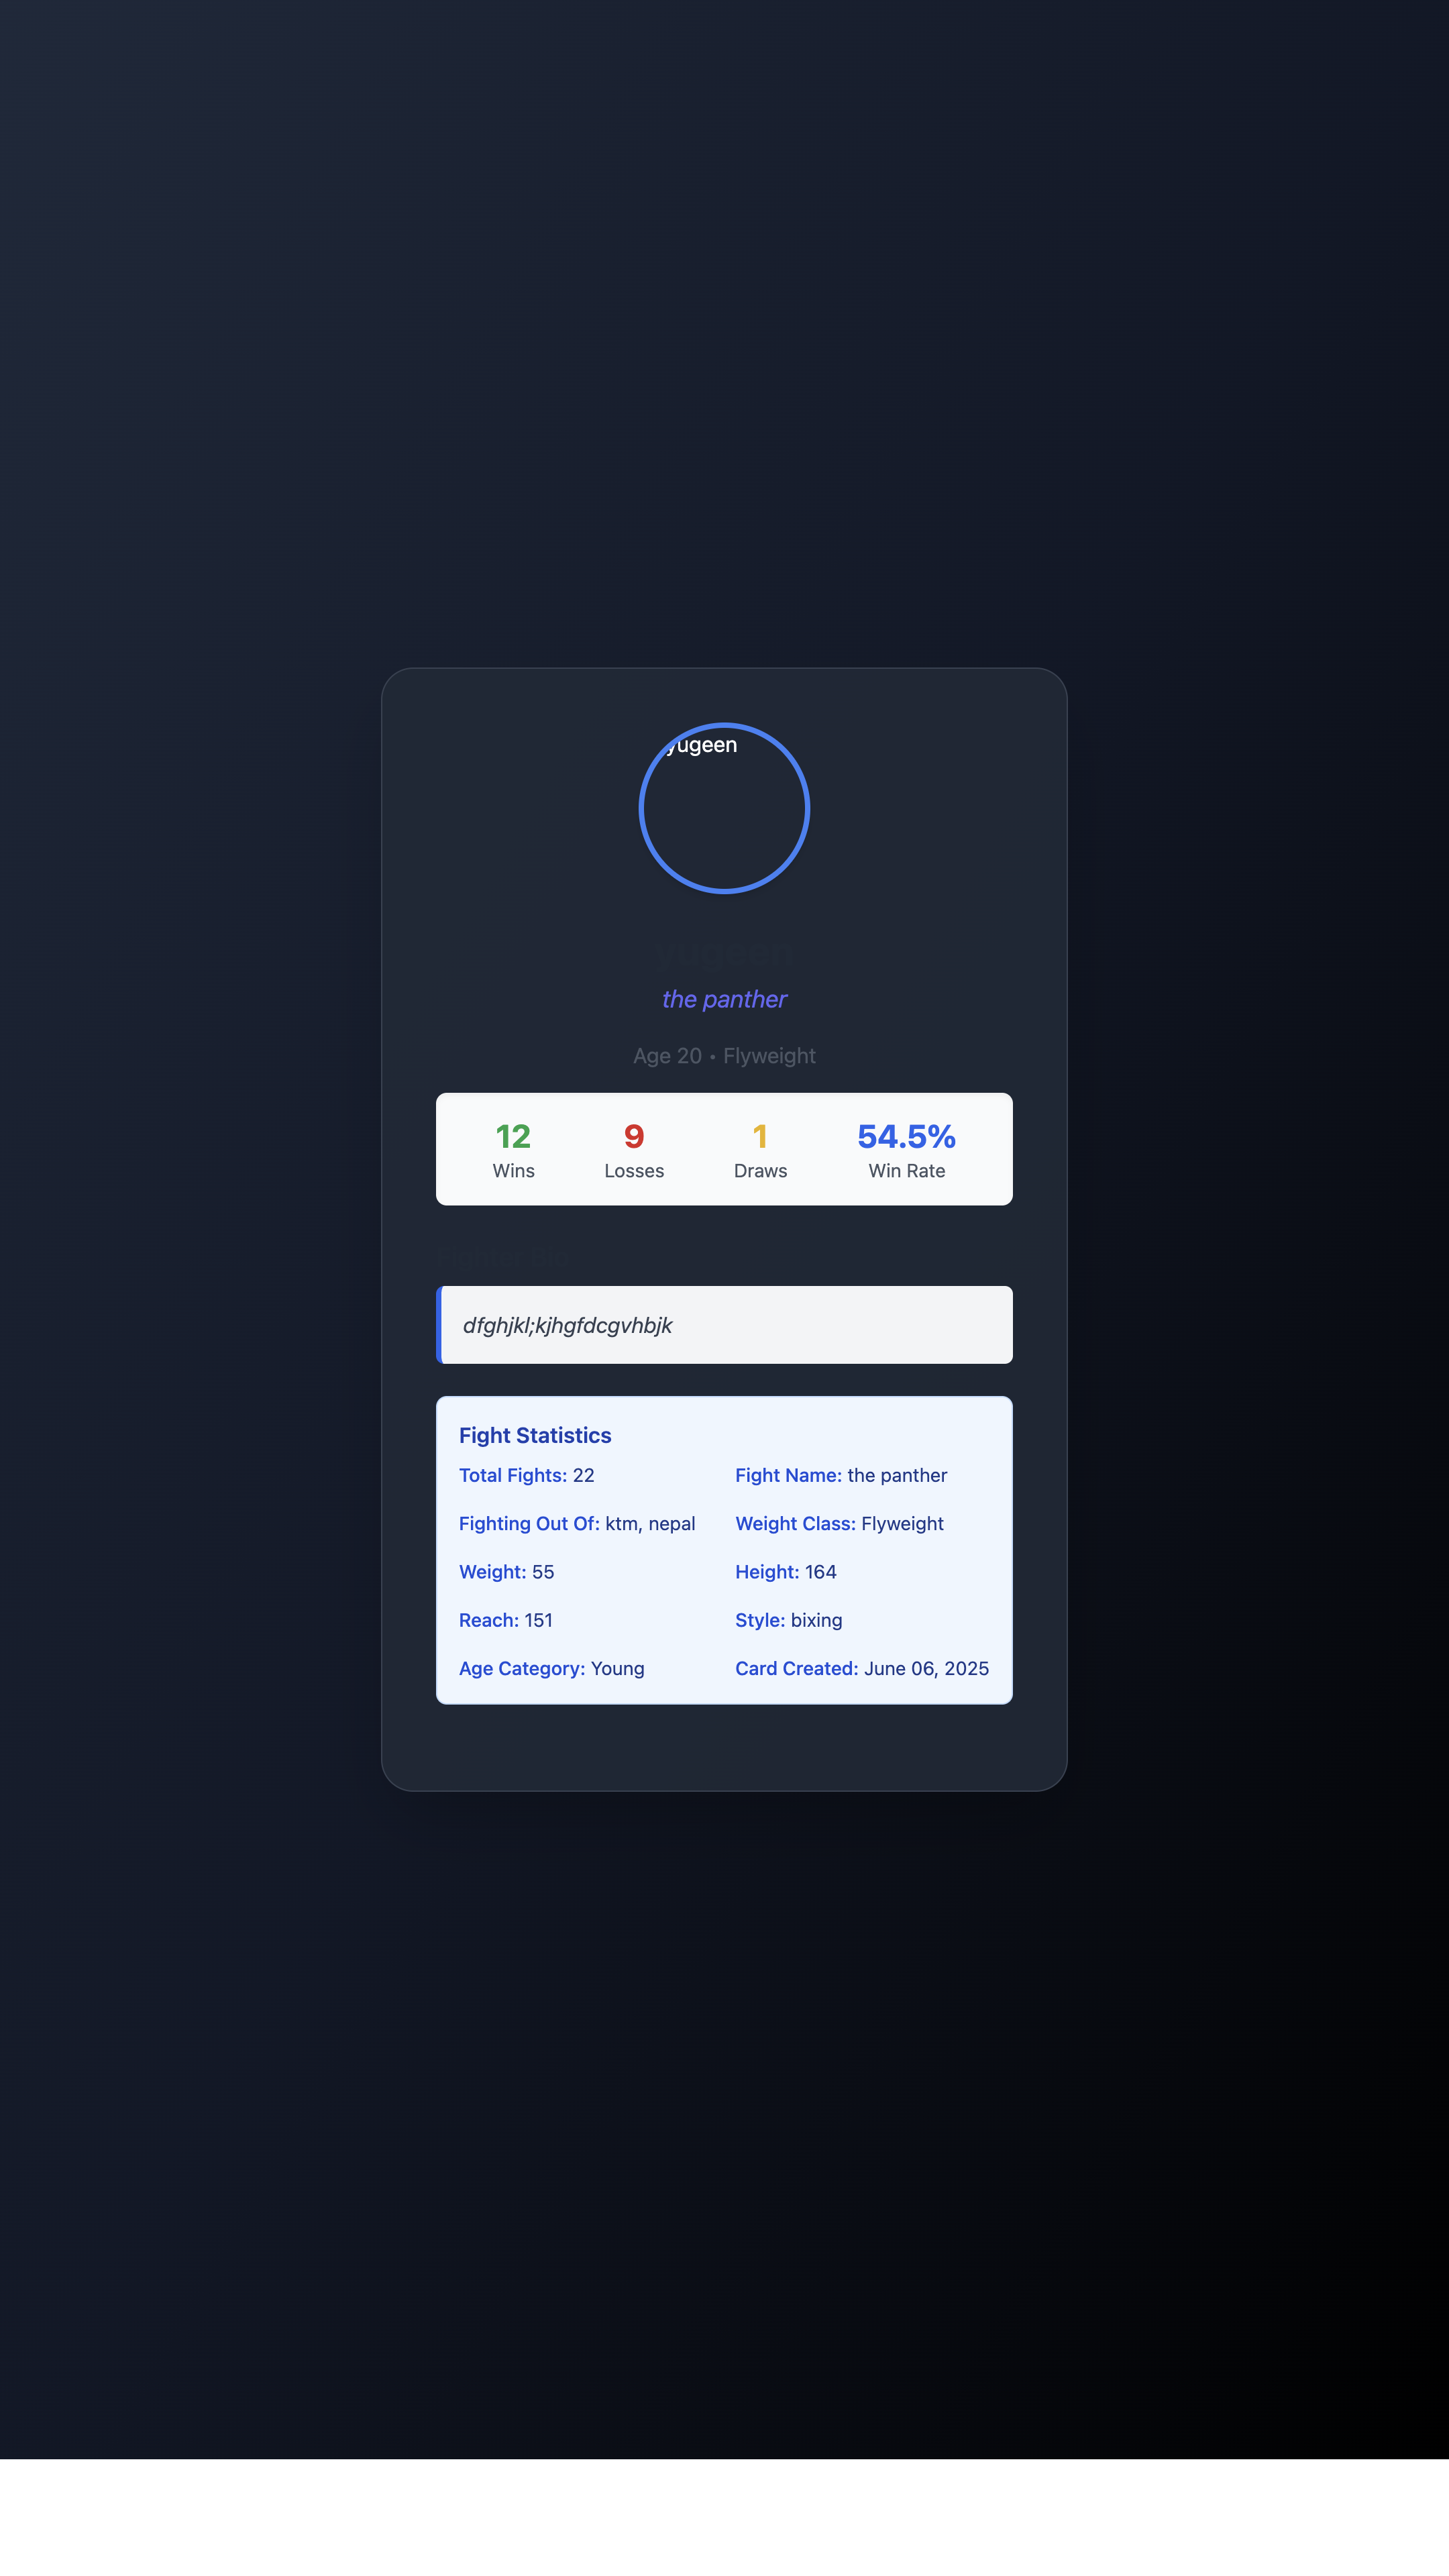 yugeen
yugeen
the panther
Age 20 • Flyweight
12 9 1 54.5%
Wins Losses Draws Win Rate
dfghjkl;kjhgfdcgvhbjk
Fight Statistics
Total Fights: 22 Fight Name: the panther
Fighting Out Of: ktm, nepal Weight Class: Flyweight
Weight: 55 Height: 164
Reach: 151 Style: bixing
Age Category: Young Card Created: June 06, 2025